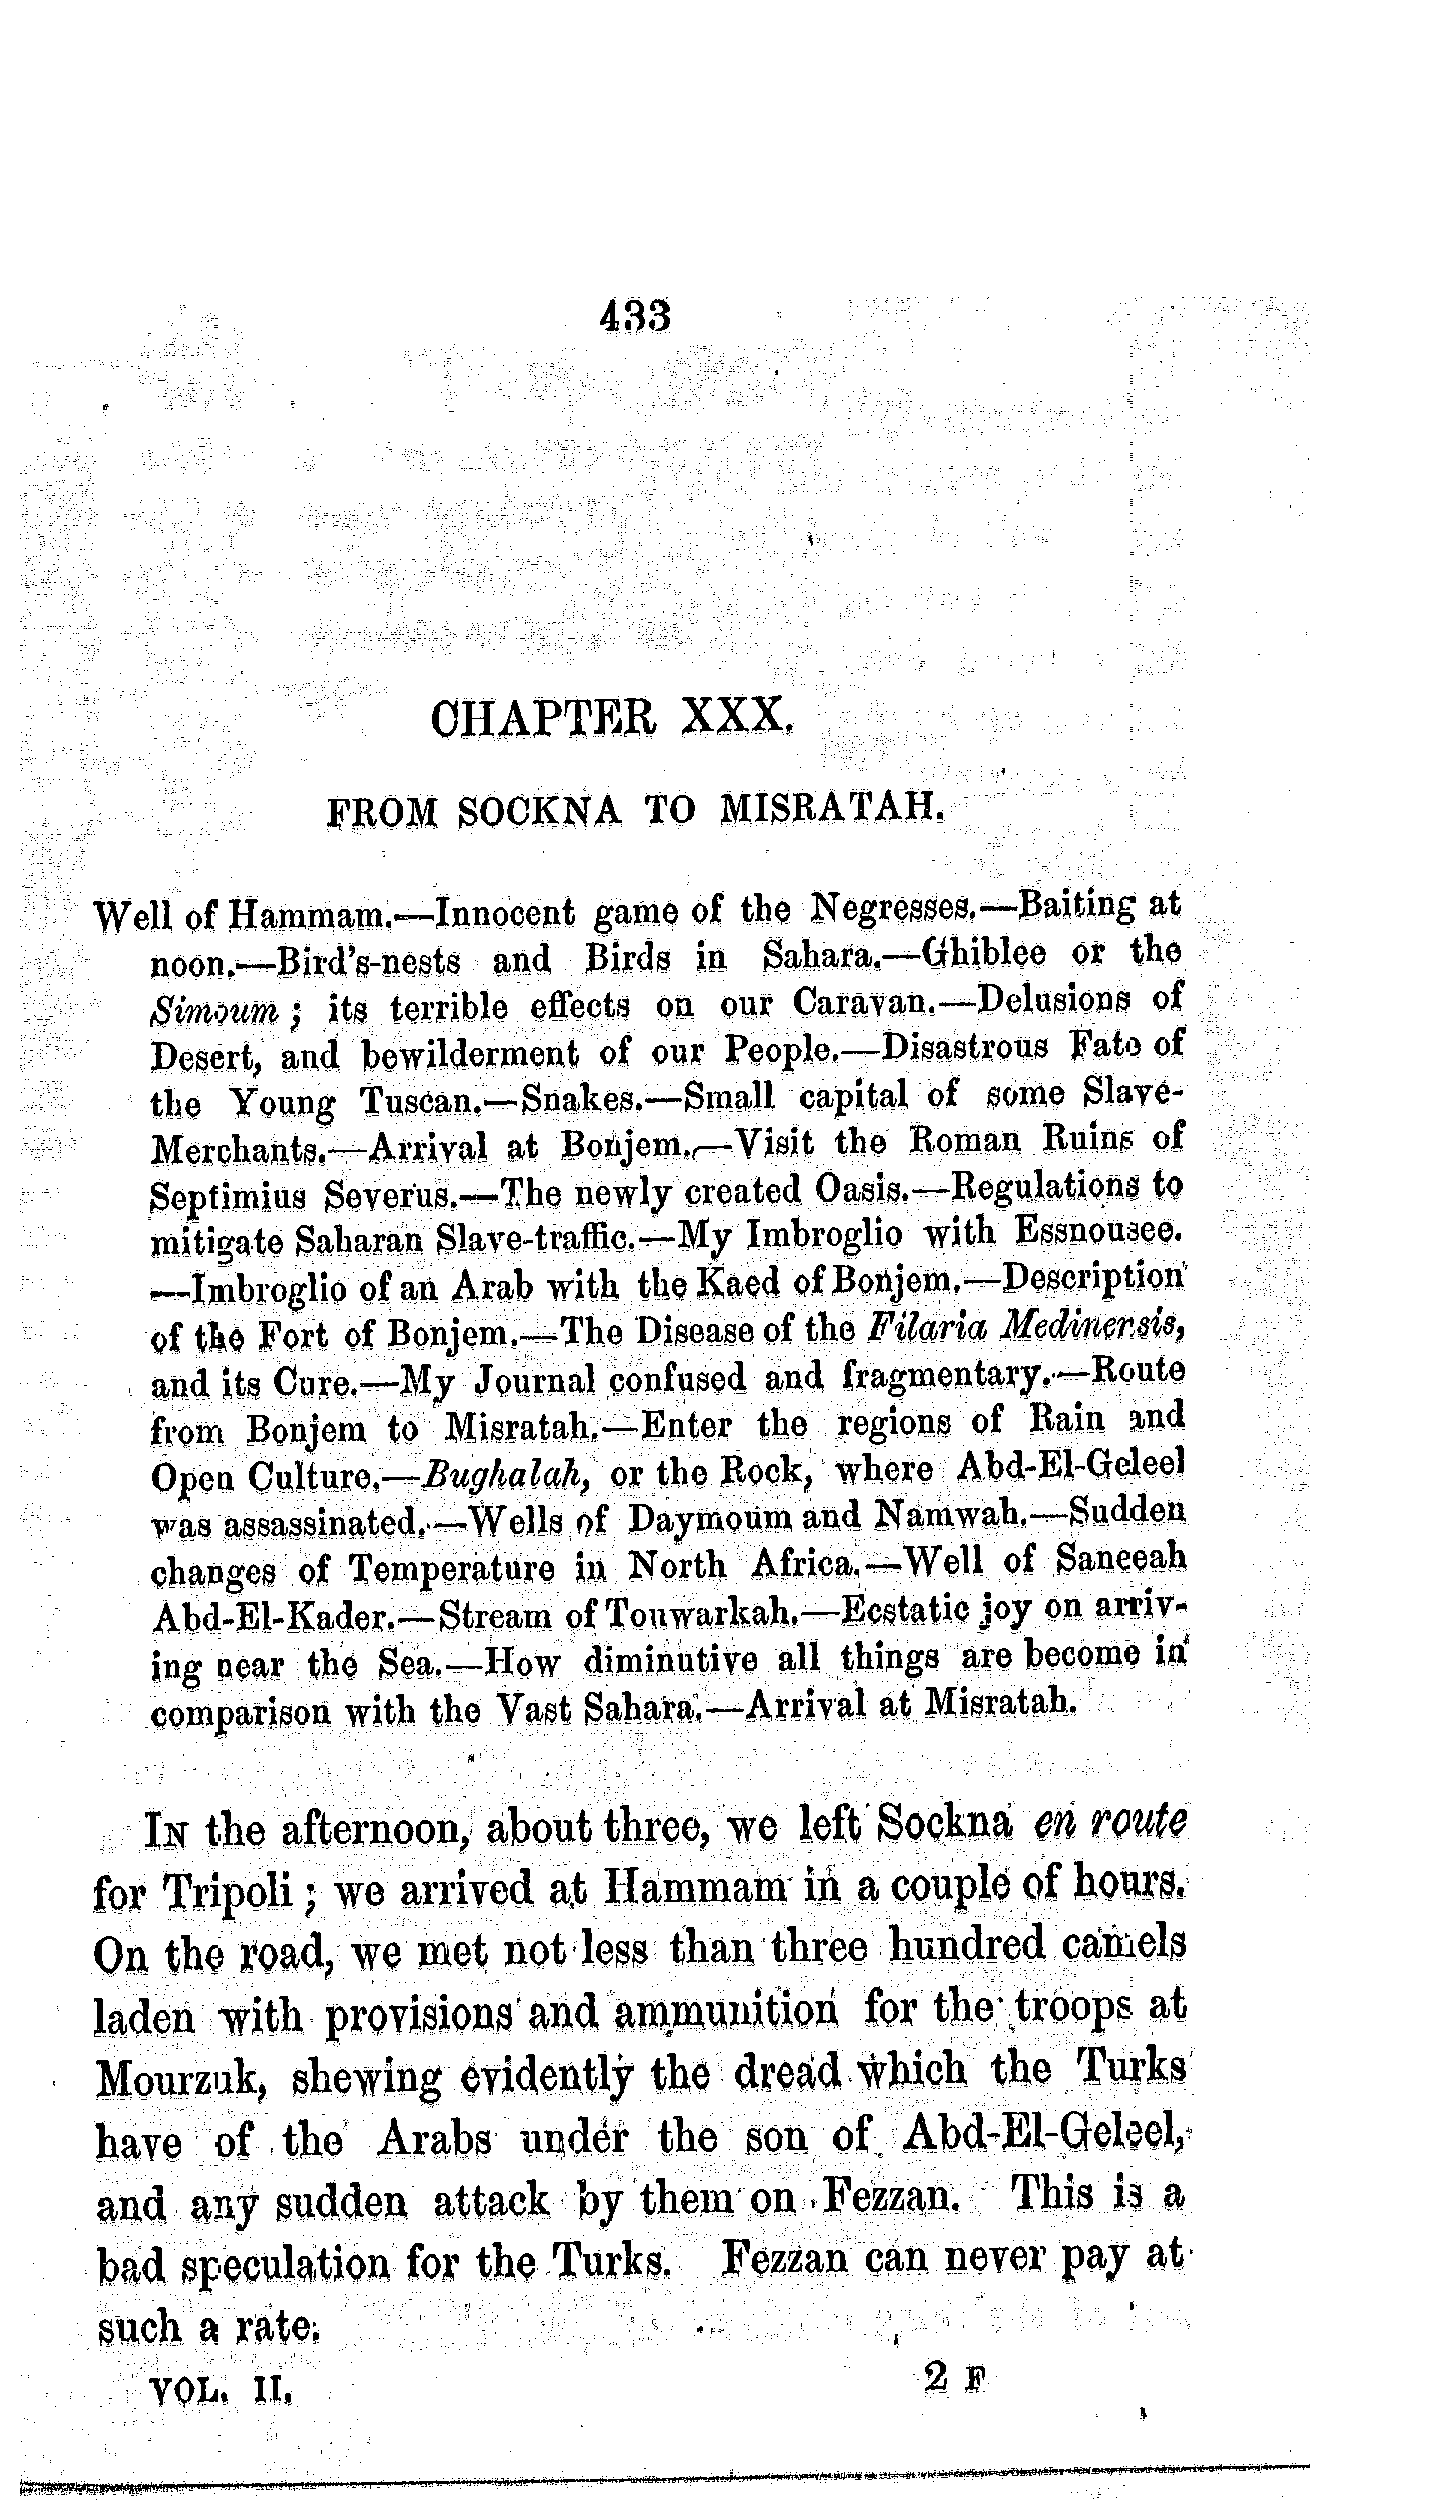 433
CHAPTER XXX.
FROM SOCKNA TO MISRATAH.
Well of Hammam.—Innocent game of the Negresses.—Baiting at
noon.—Bird's-nests and Birds in Sahara.—Ghiblee or the
Simoum; its terrible effects on our Caravan.—Delusions of
Desert, and bewilderment of our People.—Disastrous Fate of
the Young Tuscan.—Snakes.—Small capital of some Slave-
Merchants.—Arrival at Bonjem.—Visit the Roman Ruins of
Septimius Severus.—The newly created Oasis.—Regulations to
mitigate Saharan Slave-traffic.—My Imbroglio with Essnousee.
—Imbroglio of an Arab with the Kaed of Bonjem.—Description
of the Fort of Bonjem.—The Disease of the Filaria Medinensis,
and its Cure.—My Journal confused and fragmentary.—Route
from Bonjem to Misratah.—Enter the regions of Rain and
Open Culture.—Bughalah, or the Rock, where Abd-El-Geleel
was assassinated.—Wells of Daymoum and Namwah.—Sudden
changes of Temperature in North Africa.—Well of Saneeah
Abd-El-Kader.—Stream of Touwarkah.—Ecstatic joy on arriv-
ing near the Sea.—How diminutive all things are become in
comparison with the Vast Sahara.—Arrival at Misratah.
In the afternoon, about three, we left Sockna en route
for Tripoli; we arrived at Hammam in a couple of hours.
On the road, we met not less than three hundred camels
laden with provisions and ammunition for the troops at
Mourzuk, shewing evidently the dread which the Turks
have of the Arabs under the son of Abd-El-Geleel,
and any sudden attack by them on Fezzan. This is a
bad speculation for the Turks. Fezzan can never pay at
such a rate.
VOL. II. 2 F